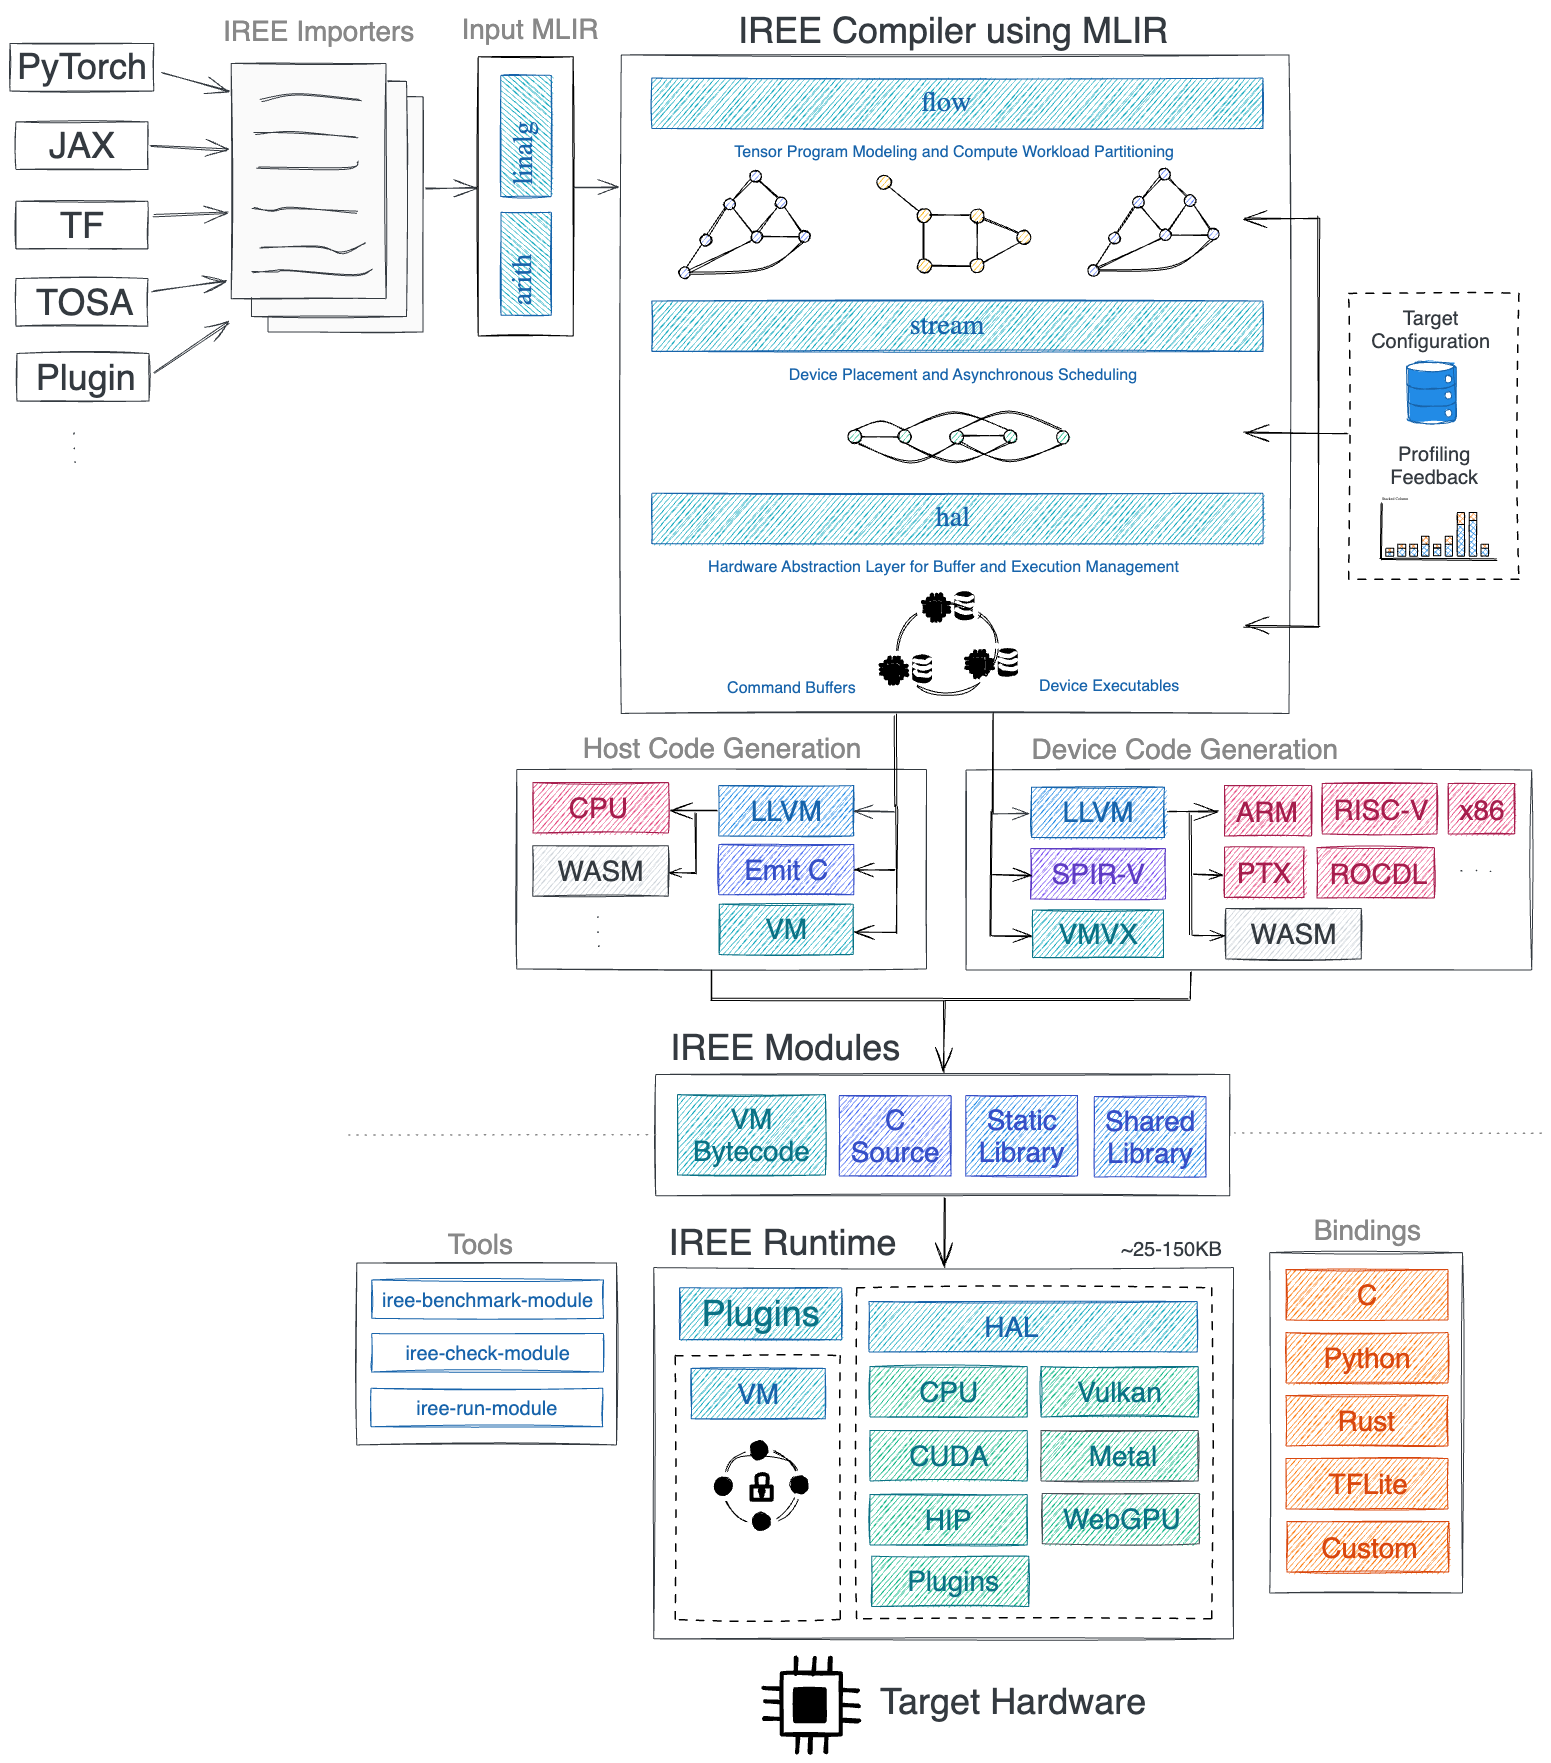 IREE Importers
Input MLIR
IREE Compiler using MLIR
PyTorch
JAX
TF
TOSA
Plugin
linalg
arith
flow
Tensor Program Modeling and Compute Workload Partitioning
stream
Device Placement and Asynchronous Scheduling
hal
Hardware Abstraction Layer for Buffer and Execution Management
Command Buffers
Device Executables
Target
Configuration
Profiling
Feedback
Stacked Column
Host Code Generation
CPU
LLVM
WASM
Emit C
VM
Device Code Generation
LLVM
ARM
RISC-V
x86
SPIR-V
PTX
ROCDL
. . .
VMVX
WASM
IREE Modules
VM
Bytecode
C
Source
Static
Library
Shared
Library
Tools
iree-benchmark-module
iree-check-module
iree-run-module
IREE Runtime
~25-150KB
Plugins
VM
HAL
CPU
Vulkan
CUDA
Metal
HIP
WebGPU
Plugins
Bindings
C
Python
Rust
TFLite
Custom
Target Hardware